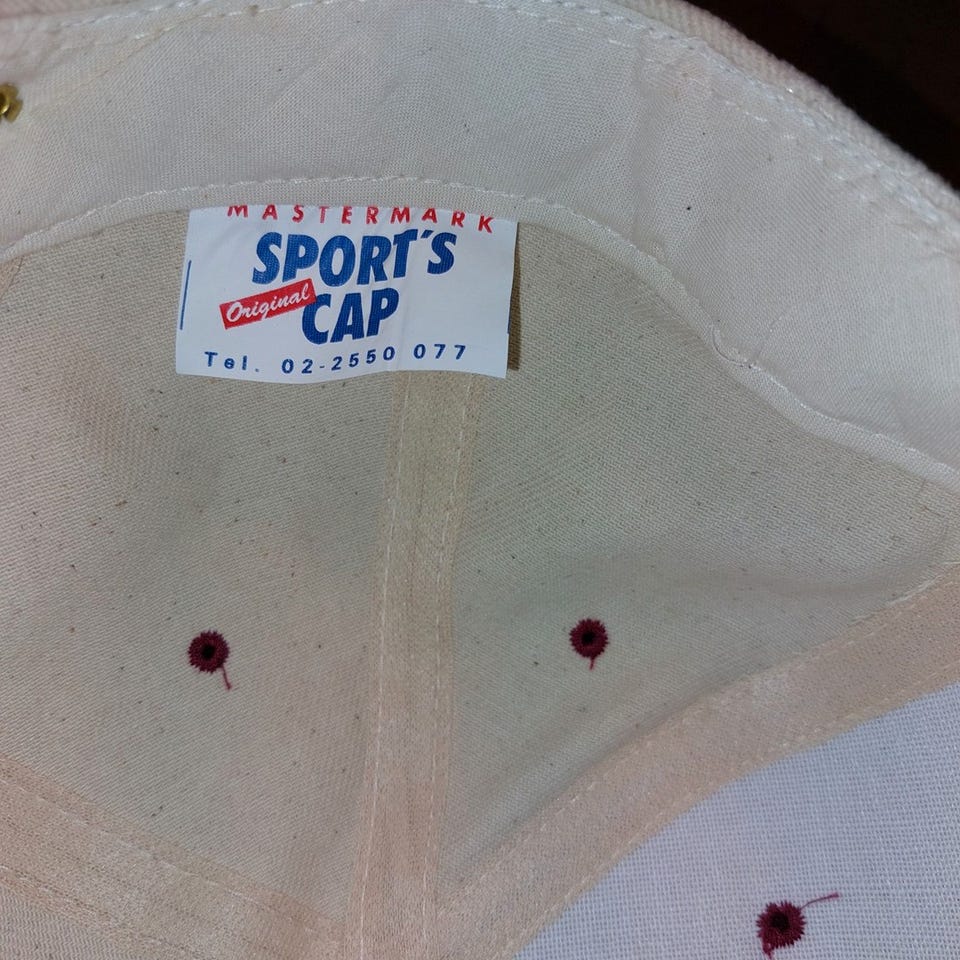 MASTERMARK
SPORT'S
Original
CAP
Tel. 02-2550 077